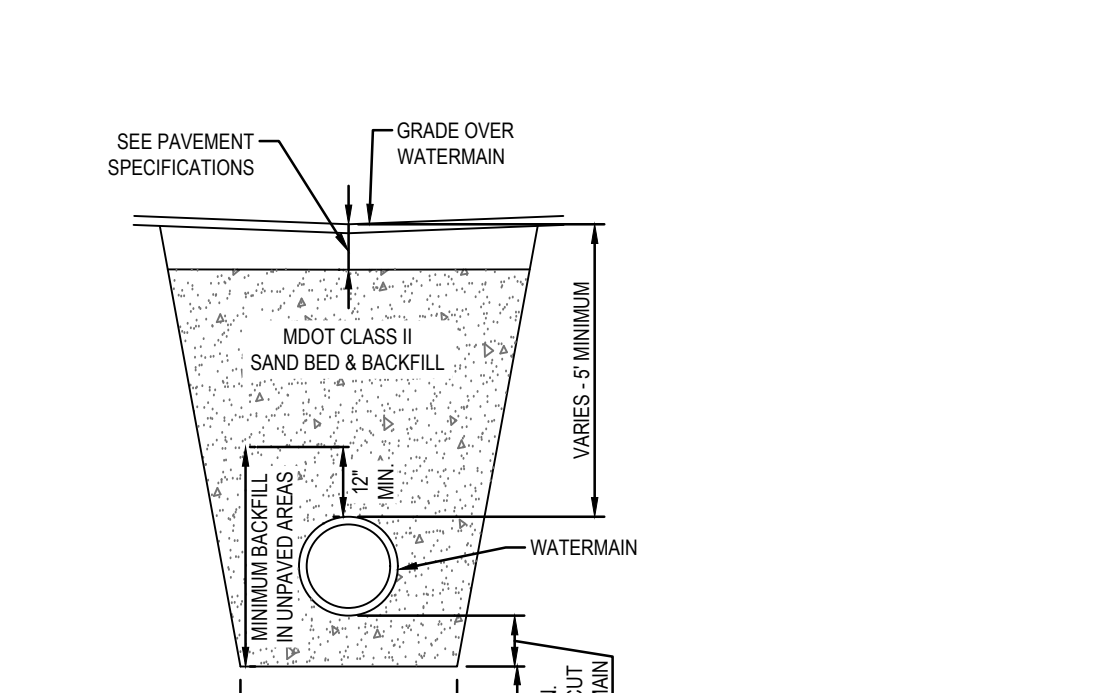 SEE PAVEMENT
SPECIFICATIONS
GRADE OVER
WATERMAIN
MDOT CLASS II
SAND BED & BACKFILL
VARIES - 5' MINIMUM
12"
MIN.
MINIMUM BACKFILL
IN UNPAVED AREAS
WATERMAIN